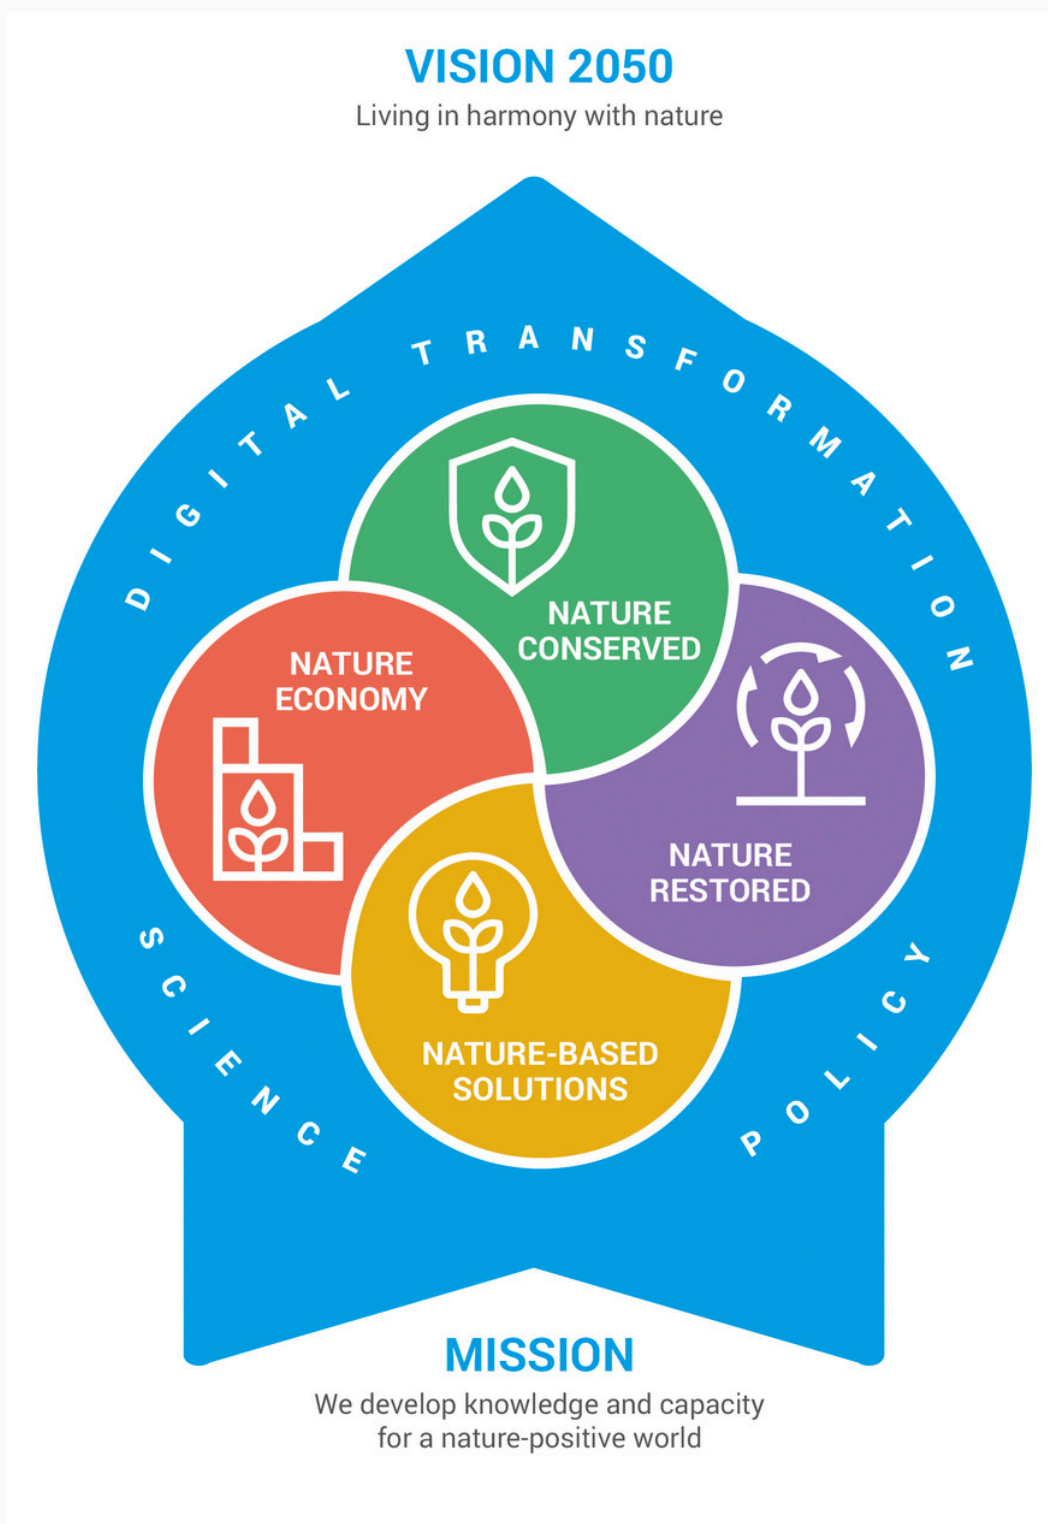 VISION 2050
Living in harmony with nature
DIGITAL TRANSFORMATION
NATURE
CONSERVED
NATURE
ECONOMY
NATURE
RESTORED
NATURE-BASED
SOLUTIONS
SCIENCE
POLICY
MISSION
We develop knowledge and capacity
for a nature-positive world